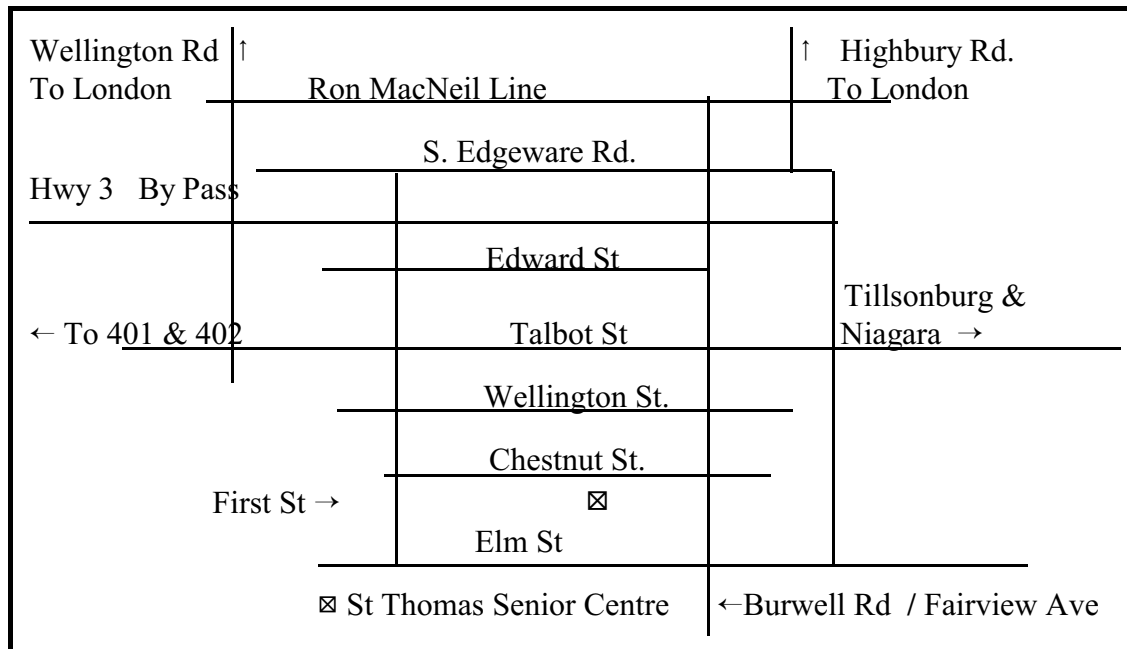 Wellington Rd ↑
To London
↑ Highbury Rd.
To London
Ron MacNeil Line
S. Edgeware Rd.
Hwy 3 By Pass
Edward St
Tillsonburg &
Niagara →
← To 401 & 402
Talbot St
Wellington St.
Chestnut St.
First St →
☒
Elm St
☒ St Thomas Senior Centre
←Burwell Rd / Fairview Ave